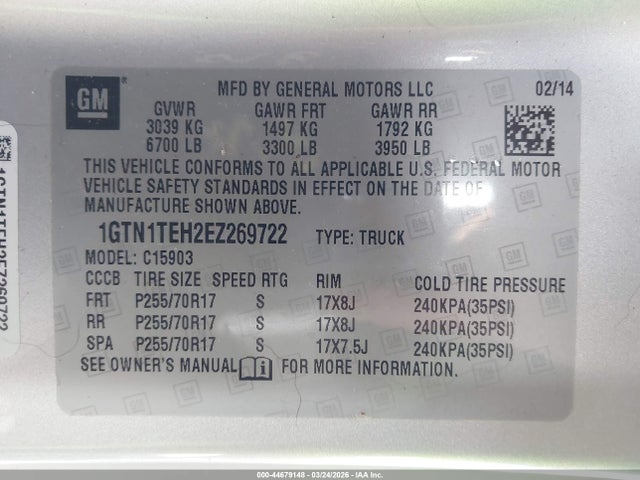 GM
MFD BY GENERAL MOTORS LLC 02/14
GVWR GAWR FRT GAWR RR
3039 KG 1497 KG 1792 KG
6700 LB 3300 LB 3950 LB
THIS VEHICLE CONFORMS TO ALL APPLICABLE U.S. FEDERAL MOTOR
VEHICLE SAFETY STANDARDS IN EFFECT ON THE DATE OF
MANUFACTURE SHOWN ABOVE.
1GTN1TEH2EZ269722 TYPE: TRUCK
MODEL: C15903
CCCB TIRE SIZE SPEED RTG RIM COLD TIRE PRESSURE
FRT P255/70R17 S 17X8J 240KPA(35PSI)
RR P255/70R17 S 17X8J 240KPA(35PSI)
SPA P255/70R17 S 17X7.5J 240KPA(35PSI)
SEE OWNER'S MANUAL FOR MORE INFORMATION.
1GTN1TEH2EZ269722
000-44679148 - 03/24/2026 - IAA Inc.